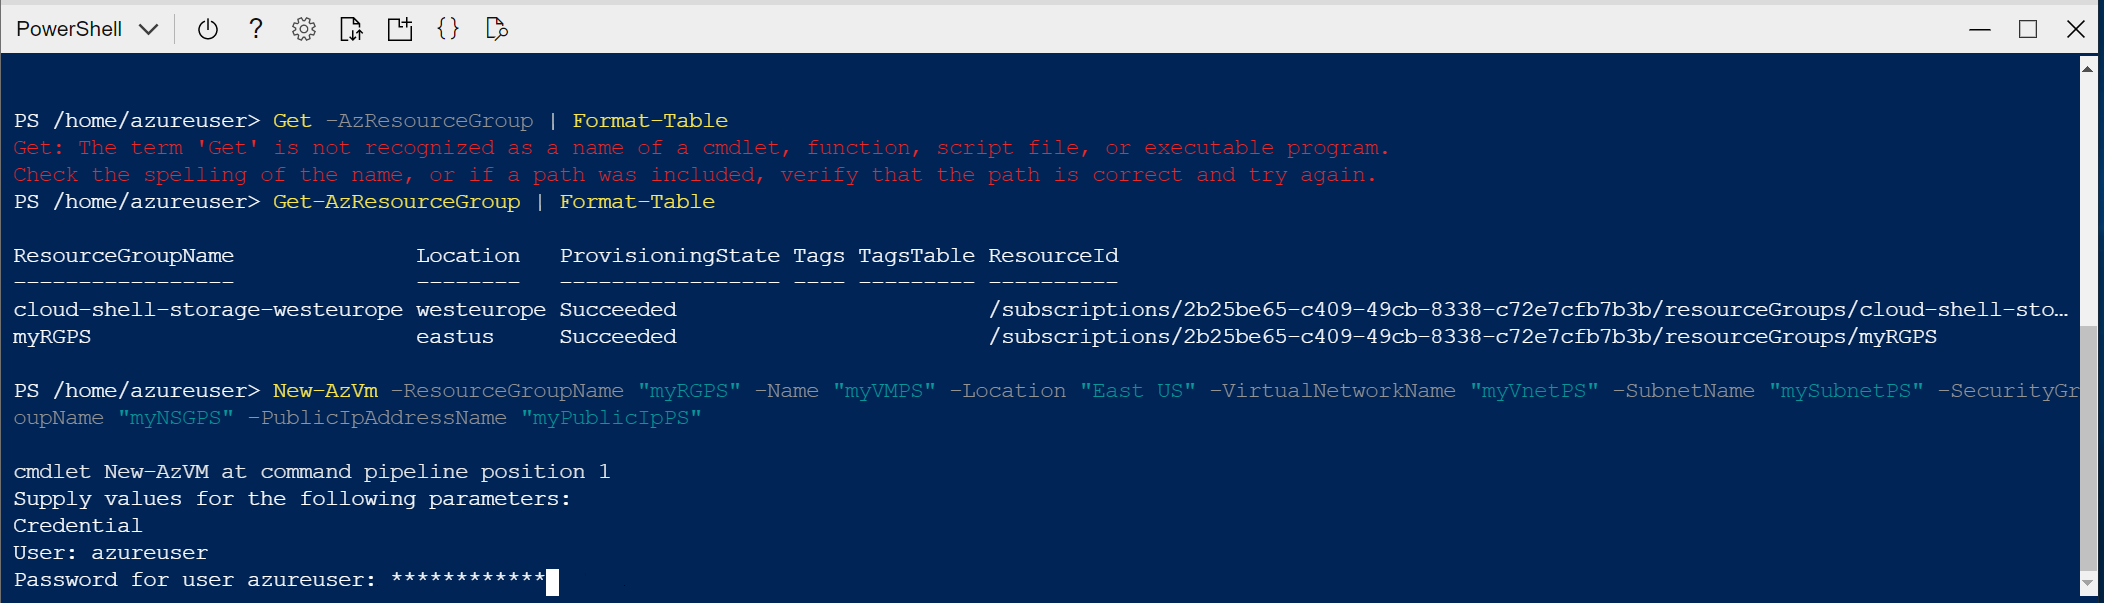 PowerShell
PS /home/azureuser> Get -AzResourceGroup | Format-Table
Get: The term 'Get' is not recognized as a name of a cmdlet, function, script file, or executable program.
Check the spelling of the name, or if a path was included, verify that the path is correct and try again.
PS /home/azureuser> Get-AzResourceGroup | Format-Table
ResourceGroupName Location ProvisioningState Tags TagsTable ResourceId
----------------- -------- ----------------- ---- --------- ----------
cloud-shell-storage-westeurope westeurope Succeeded /subscriptions/2b25be65-c409-49cb-8338-c72e7cfb7b3b/resourceGroups/cloud-shell-sto…
myRGPS eastus Succeeded /subscriptions/2b25be65-c409-49cb-8338-c72e7cfb7b3b/resourceGroups/myRGPS
PS /home/azureuser> New-AzVm -ResourceGroupName "myRGPS" -Name "myVMPS" -Location "East US" -VirtualNetworkName "myVnetPS" -SubnetName "mySubnetPS" -SecurityGr
oupName "myNSGPS" -PublicIpAddressName "myPublicIpPS"
cmdlet New-AzVM at command pipeline position 1
Supply values for the following parameters:
Credential
User: azureuser
Password for user azureuser: ************